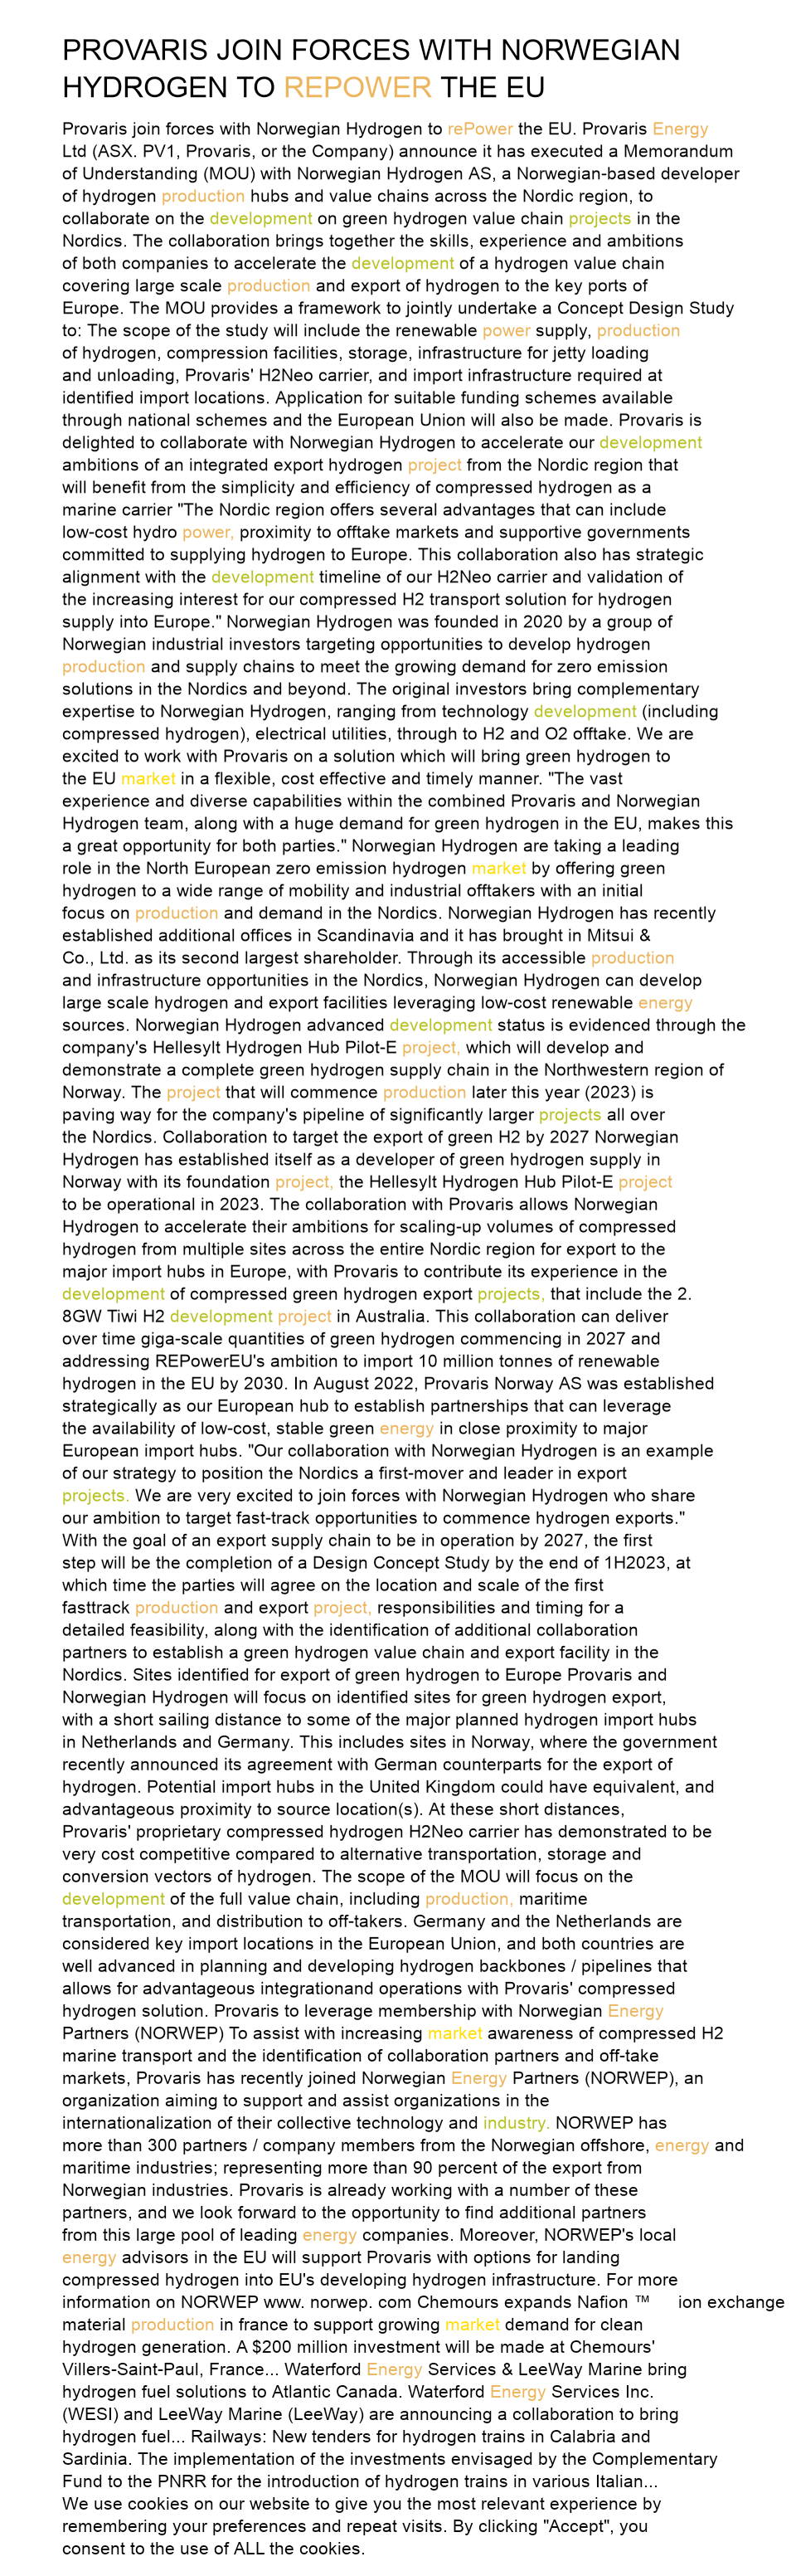 PROVARIS JOIN FORCES WITH NORWEGIAN
HYDROGEN TO REPOWER THE EU
Provaris join forces with Norwegian Hydrogen to rePower the EU. Provaris Energy
Ltd (ASX. PV1, Provaris, or the Company) announce it has executed a Memorandum
of Understanding (MOU) with Norwegian Hydrogen AS, a Norwegian-based developer
of hydrogen production hubs and value chains across the Nordic region, to
collaborate on the development on green hydrogen value chain projects in the
Nordics. The collaboration brings together the skills, experience and ambitions
of both companies to accelerate the development of a hydrogen value chain
covering large scale production and export of hydrogen to the key ports of
Europe. The MOU provides a framework to jointly undertake a Concept Design Study
to: The scope of the study will include the renewable power supply, production
of hydrogen, compression facilities, storage, infrastructure for jetty loading
and unloading, Provaris' H2Neo carrier, and import infrastructure required at
identified import locations. Application for suitable funding schemes available
through national schemes and the European Union will also be made. Provaris is
delighted to collaborate with Norwegian Hydrogen to accelerate our development
ambitions of an integrated export hydrogen project from the Nordic region that
will benefit from the simplicity and efficiency of compressed hydrogen as a
marine carrier "The Nordic region offers several advantages that can include
low-cost hydro power, proximity to offtake markets and supportive governments
committed to supplying hydrogen to Europe. This collaboration also has strategic
alignment with the development timeline of our H2Neo carrier and validation of
the increasing interest for our compressed H2 transport solution for hydrogen
supply into Europe." Norwegian Hydrogen was founded in 2020 by a group of
Norwegian industrial investors targeting opportunities to develop hydrogen
production and supply chains to meet the growing demand for zero emission
solutions in the Nordics and beyond. The original investors bring complementary
expertise to Norwegian Hydrogen, ranging from technology development (including
compressed hydrogen), electrical utilities, through to H2 and O2 offtake. We are
excited to work with Provaris on a solution which will bring green hydrogen to
the EU market in a flexible, cost effective and timely manner. "The vast
experience and diverse capabilities within the combined Provaris and Norwegian
Hydrogen team, along with a huge demand for green hydrogen in the EU, makes this
a great opportunity for both parties." Norwegian Hydrogen are taking a leading
role in the North European zero emission hydrogen market by offering green
hydrogen to a wide range of mobility and industrial offtakers with an initial
focus on production and demand in the Nordics. Norwegian Hydrogen has recently
established additional offices in Scandinavia and it has brought in Mitsui &
Co., Ltd. as its second largest shareholder. Through its accessible production
and infrastructure opportunities in the Nordics, Norwegian Hydrogen can develop
large scale hydrogen and export facilities leveraging low-cost renewable energy
sources. Norwegian Hydrogen advanced development status is evidenced through the
company's Hellesylt Hydrogen Hub Pilot-E project, which will develop and
demonstrate a complete green hydrogen supply chain in the Northwestern region of
Norway. The project that will commence production later this year (2023) is
paving way for the company's pipeline of significantly larger projects all over
the Nordics. Collaboration to target the export of green H2 by 2027 Norwegian
Hydrogen has established itself as a developer of green hydrogen supply in
Norway with its foundation project, the Hellesylt Hydrogen Hub Pilot-E project
to be operational in 2023. The collaboration with Provaris allows Norwegian
Hydrogen to accelerate their ambitions for scaling-up volumes of compressed
hydrogen from multiple sites across the entire Nordic region for export to the
major import hubs in Europe, with Provaris to contribute its experience in the
development of compressed green hydrogen export projects, that include the 2.
8GW Tiwi H2 development project in Australia. This collaboration can deliver
over time giga-scale quantities of green hydrogen commencing in 2027 and
addressing REPowerEU's ambition to import 10 million tonnes of renewable
hydrogen in the EU by 2030. In August 2022, Provaris Norway AS was established
strategically as our European hub to establish partnerships that can leverage
the availability of low-cost, stable green energy in close proximity to major
European import hubs. "Our collaboration with Norwegian Hydrogen is an example
of our strategy to position the Nordics a first-mover and leader in export
projects. We are very excited to join forces with Norwegian Hydrogen who share
our ambition to target fast-track opportunities to commence hydrogen exports."
With the goal of an export supply chain to be in operation by 2027, the first
step will be the completion of a Design Concept Study by the end of 1H2023, at
which time the parties will agree on the location and scale of the first
fasttrack production and export project, responsibilities and timing for a
detailed feasibility, along with the identification of additional collaboration
partners to establish a green hydrogen value chain and export facility in the
Nordics. Sites identified for export of green hydrogen to Europe Provaris and
Norwegian Hydrogen will focus on identified sites for green hydrogen export,
with a short sailing distance to some of the major planned hydrogen import hubs
in Netherlands and Germany. This includes sites in Norway, where the government
recently announced its agreement with German counterparts for the export of
hydrogen. Potential import hubs in the United Kingdom could have equivalent, and
advantageous proximity to source location(s). At these short distances,
Provaris' proprietary compressed hydrogen H2Neo carrier has demonstrated to be
very cost competitive compared to alternative transportation, storage and
conversion vectors of hydrogen. The scope of the MOU will focus on the
development of the full value chain, including production, maritime
transportation, and distribution to off-takers. Germany and the Netherlands are
considered key import locations in the European Union, and both countries are
well advanced in planning and developing hydrogen backbones / pipelines that
allows for advantageous integrationand operations with Provaris' compressed
hydrogen solution. Provaris to leverage membership with Norwegian Energy
Partners (NORWEP) To assist with increasing market awareness of compressed H2
marine transport and the identification of collaboration partners and off-take
markets, Provaris has recently joined Norwegian Energy Partners (NORWEP), an
organization aiming to support and assist organizations in the
internationalization of their collective technology and industry. NORWEP has
more than 300 partners / company members from the Norwegian offshore, energy and
maritime industries; representing more than 90 percent of the export from
Norwegian industries. Provaris is already working with a number of these
partners, and we look forward to the opportunity to find additional partners
from this large pool of leading energy companies. Moreover, NORWEP's local
energy advisors in the EU will support Provaris with options for landing
compressed hydrogen into EU's developing hydrogen infrastructure. For more
information on NORWEP www. norwep. com Chemours expands Nafion ™ ion exchange
material production in france to support growing market demand for clean
hydrogen generation. A $200 million investment will be made at Chemours'
Villers-Saint-Paul, France... Waterford Energy Services & LeeWay Marine bring
hydrogen fuel solutions to Atlantic Canada. Waterford Energy Services Inc.
(WESI) and LeeWay Marine (LeeWay) are announcing a collaboration to bring
hydrogen fuel... Railways: New tenders for hydrogen trains in Calabria and
Sardinia. The implementation of the investments envisaged by the Complementary
Fund to the PNRR for the introduction of hydrogen trains in various Italian...
We use cookies on our website to give you the most relevant experience by
remembering your preferences and repeat visits. By clicking "Accept", you
consent to the use of ALL the cookies.